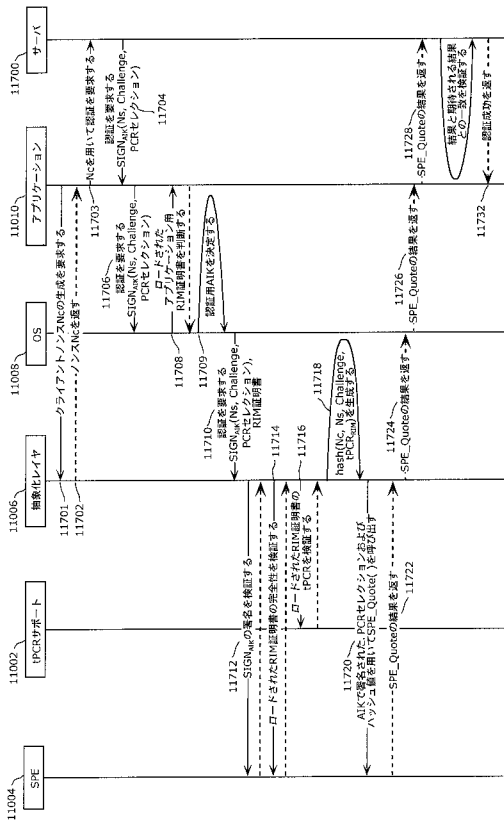 11004
SPE
11002
tPCRサポート
11006
抽象化レイヤ
11008
OS
11010
アプリケーション
11700
サーバ
11701
クライアントノンスNcの生成を要求する
11702
ノンスNcを返す
11703
Ncを用いて認証を要求する
11704
認証を要求する
SIGNAIK(Ns, Challenge,
PCRセレクション)
11706
認証を要求する
SIGNAIK(Ns, Challenge,
PCRセレクション)
11708
ロードされた
アプリケーション用
RIM証明書を判断する
11709
認証用AIKを決定する
11710
認証を要求する
SIGNAIK(Ns, Challenge,
PCRセレクション),
RIM証明書
11712
SIGNAIKの署名を検証する
11714
ロードされたRIM証明書の完全性を検証する
11716
ロードされたRIM証明書の
tPCRを検証する
11718
hash(Nc, Ns, Challenge,
tPCRRIM)を生成する
11720
AIKで署名された, PCRセレクションおよび
ハッシュ値を用いてSPE_Quote( )を呼び出す
11722
SPE_Quoteの結果を返す
11724
SPE_Quoteの結果を返す
11726
SPE_Quoteの結果を返す
11728
SPE_Quoteの結果を返す
結果と期待される結果
との一致を検証する
11732
認証成功を返す